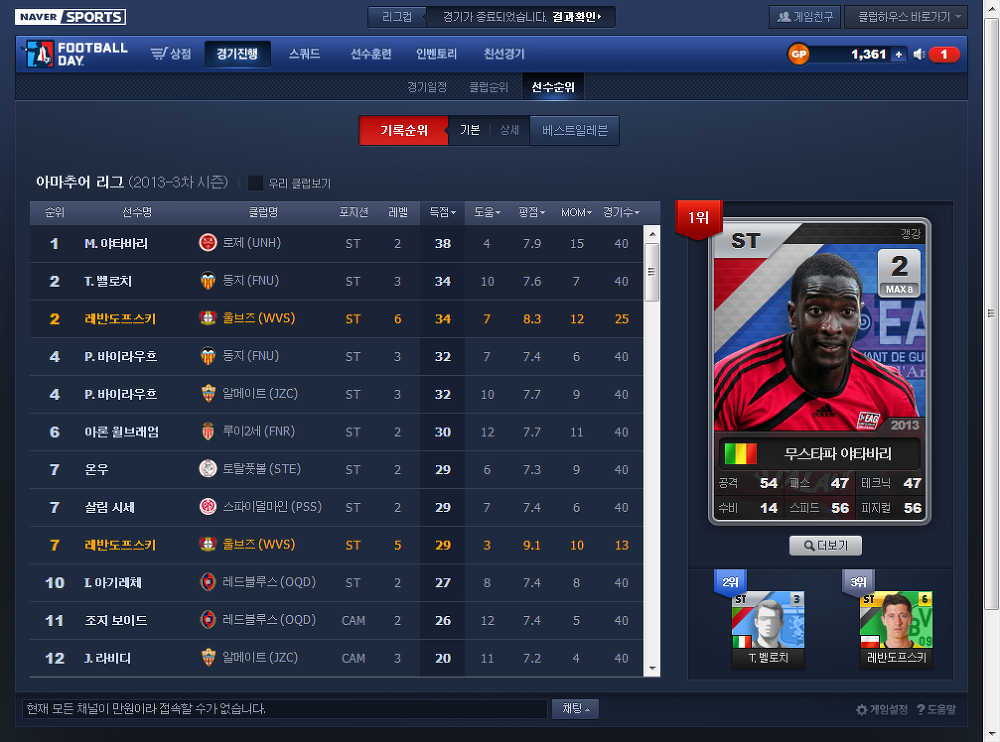 NAVER SPORTS
리그컵 경기가 종료되었습니다. 결과확인
게임친구 클럽하우스 바로가기
FOOTBALL DAY.
상점 경기진행 스쿼드 선수훈련 인벤토리 친선경기 GP 1,361 + 1
경기일정 클럽순위 선수순위
기록순위 기본 상세 베스트일레븐
아마추어 리그 (2013-3차 시즌) 우리 클럽보기
순위 선수명 클럽명 포지션 레벨 득점 도움 평점 MOM 경기수
1 M. 야타바리 로제 (UNH) ST 2 38 4 7.9 15 40
2 T. 벨로치 둥지 (FNU) ST 3 34 10 7.6 7 40
2 레반도프스키 울브즈 (WVS) ST 6 34 7 8.3 12 25
4 P. 바이라우흐 둥지 (FNU) ST 3 32 7 7.4 6 40
4 P. 바이라우흐 알메이트 (JZC) ST 3 32 10 7.7 9 40
6 아론 윌브래엄 루이2세 (FNR) ST 2 30 12 7.7 11 40
7 온우 토탈풋볼 (STE) ST 2 29 6 7.3 9 40
7 살림 시세 스파이덜마인 (PSS) ST 2 29 7 7.4 6 40
7 레반도프스키 울브즈 (WVS) ST 5 29 3 9.1 10 13
10 I. 아기레체 레드블루스 (OQD) ST 2 27 8 7.4 8 40
11 조지 보이드 레드블루스 (OQD) CAM 2 26 12 7.4 5 40
12 J. 라비디 알메이트 (JZC) CAM 3 20 11 7.2 4 40
1위
ST 갱강
2
MAX 8
EAG
2013
무스타파 야타바리
공격 54 패스 47 테크닉 47
수비 14 스피드 56 피지컬 56
더보기
2위 ST 3
T. 벨로치
3위 ST 6
BV
09
레반도프스키
현재 모든 채널이 만원이라 접속할 수가 없습니다. 채팅
게임설정 ? 도움말